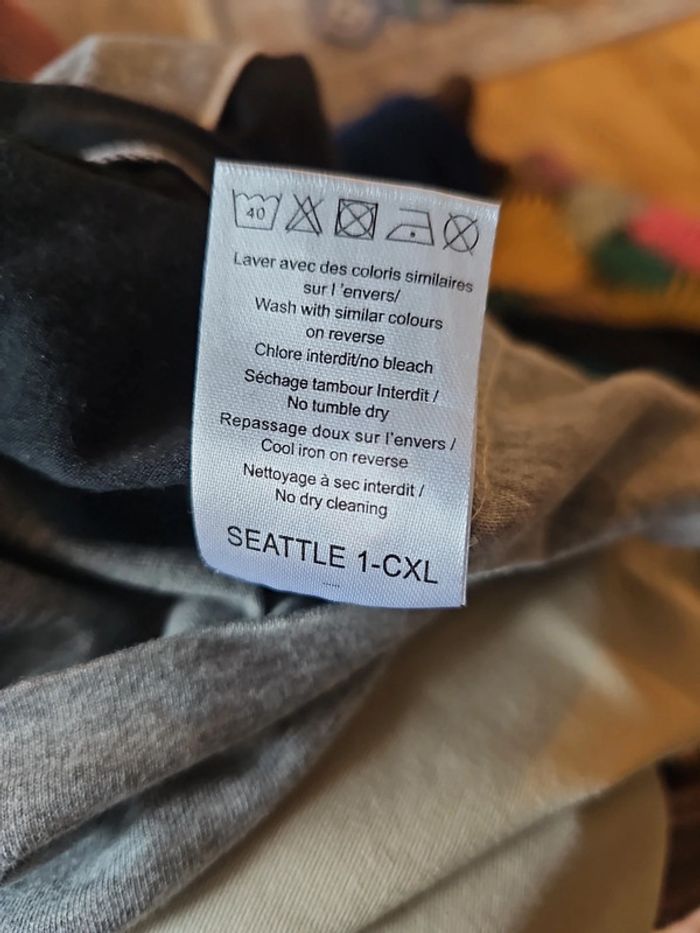 40
Laver avec des coloris similaires
sur l 'envers/
Wash with similar colours
on reverse
Chlore interdit/no bleach
Séchage tambour Interdit /
No tumble dry
Repassage doux sur l'envers /
Cool iron on reverse
Nettoyage à sec interdit /
No dry cleaning
SEATTLE 1-CXL